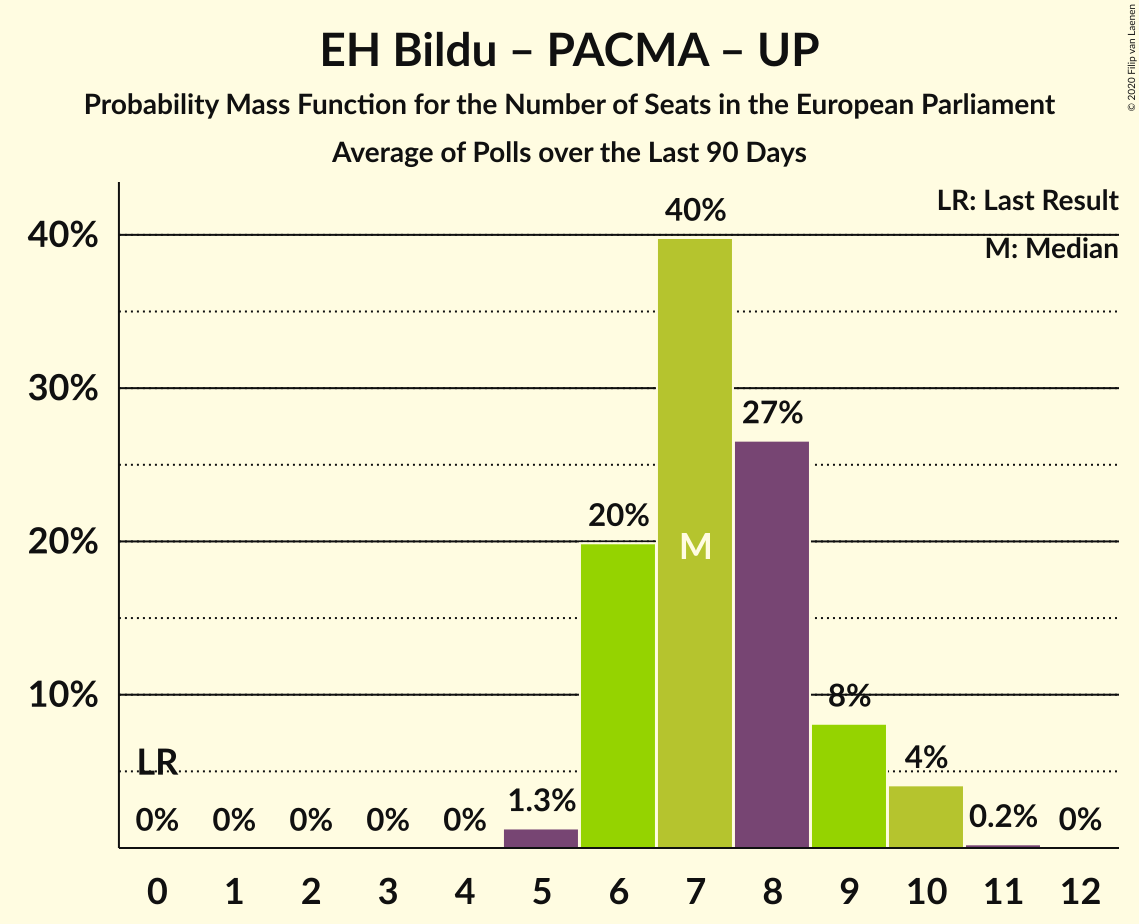 EH Bildu – PACMA – UP
Probability Mass Function for the Number of Seats in the European Parliament
Average of Polls over the Last 90 Days
© 2020 Filip van Laenen
LR: Last Result
M: Median
40%
30%
20%
10%
LR
0%
0%
0%
0%
0%
1.3%
20%
40%
M
27%
8%
4%
0.2%
0%
0 1 2 3 4 5 6 7 8 9 10 11 12